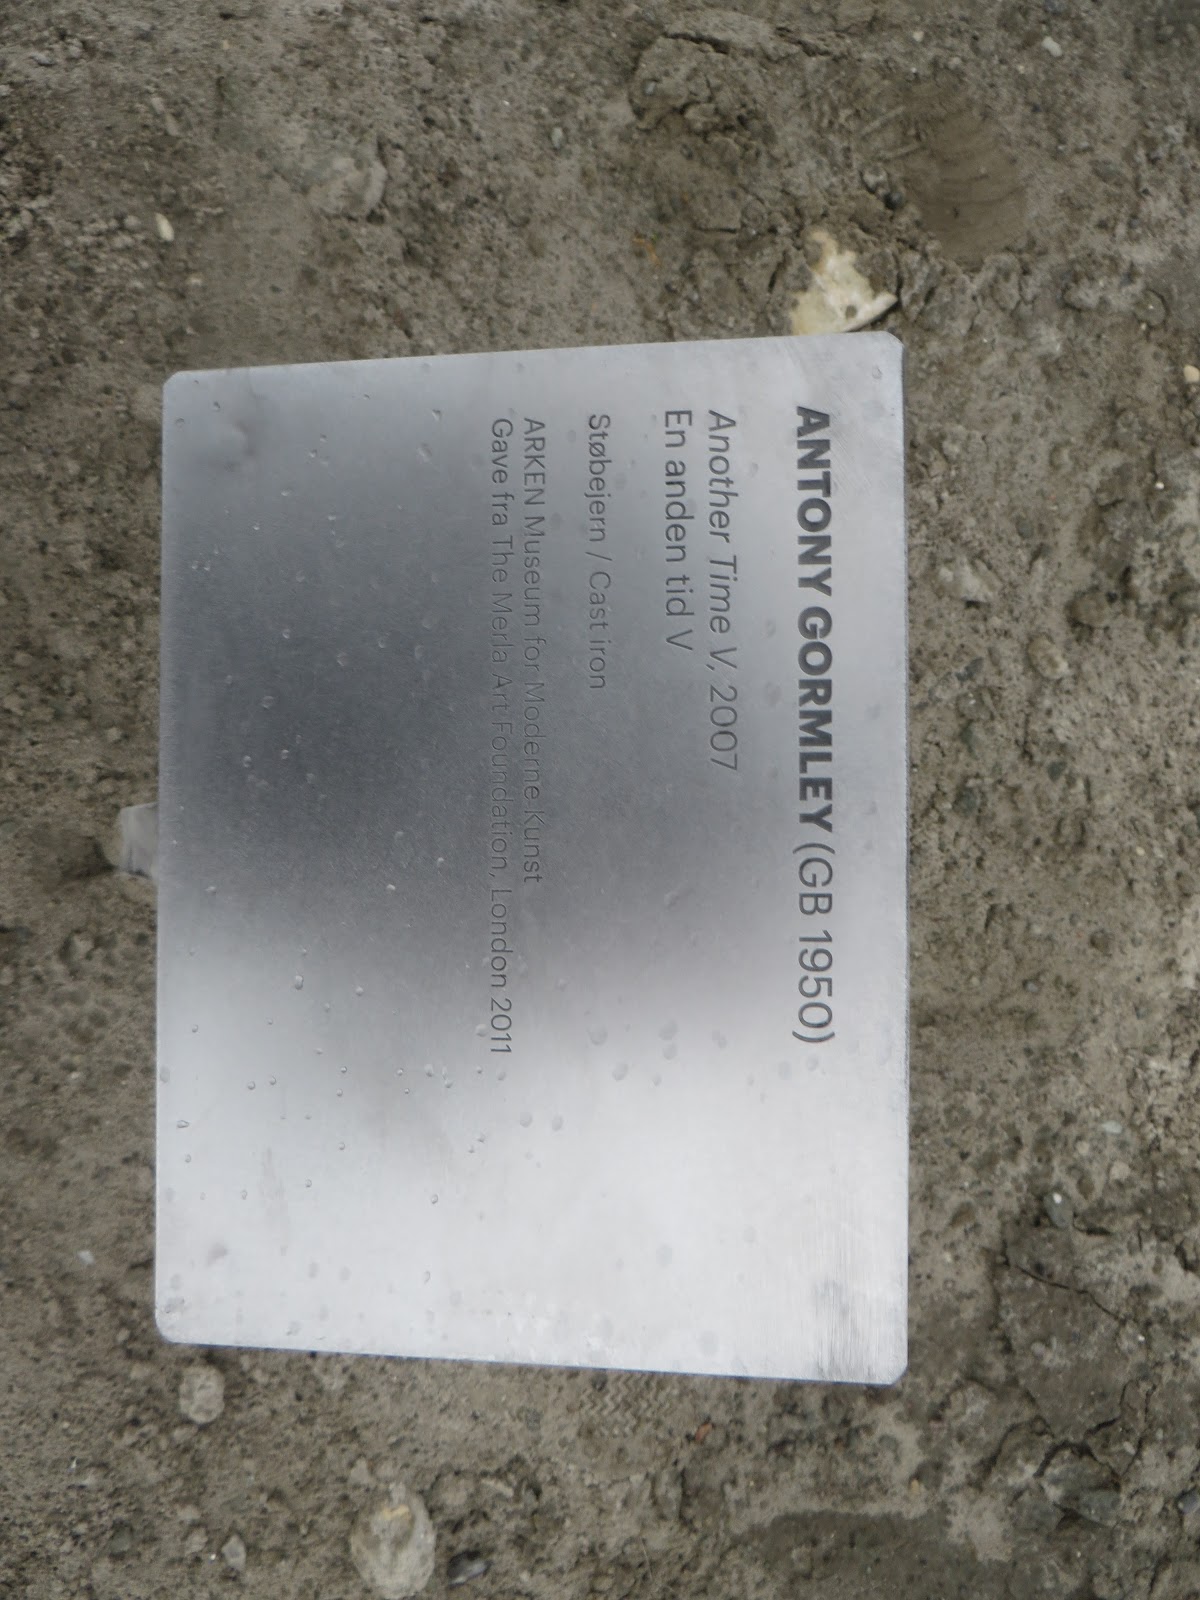 ANTONY GORMLEY (GB 1950)
Another Time V, 2007
En anden tid V
Støbejern / Cast iron
ARKEN Museum for Moderne Kunst
Gave fra The Merla Art Foundation, London 2011